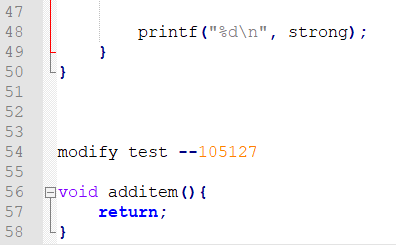 47
48 printf("%d\n", strong);
49 }
50 }
51
52
53
54 modify test --105127
55
56 void additem(){
57 return;
58 }